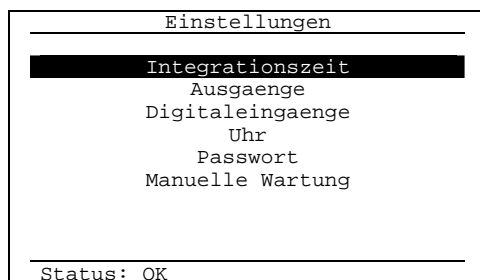 Einstellungen
Integrationszeit
Ausgaenge
Digitaleingaenge
Uhr
Passwort
Manuelle Wartung
Status: OK